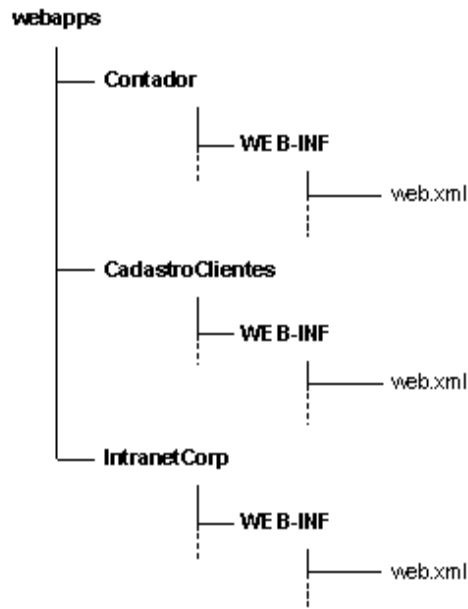 webapps
Contador
WEB-INF
web.xml
CadastroClientes
WEB-INF
web.xml
IntranetCorp
WEB-INF
web.xml